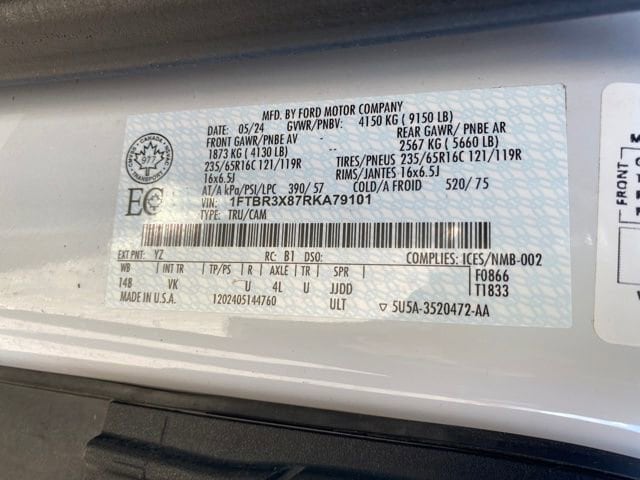 MFD. BY FORD MOTOR COMPANY
DATE: 05/24 GVWR/PNBV: 4150 KG ( 9150 LB)
FRONT GAWR/PNBE AV REAR GAWR/ PNBE AR
1873 KG ( 4130 LB) 2567 KG ( 5660 LB)
235/65R16C 121/119R TIRES/PNEUS 235/65R16C 121/119R
16x6.5J RIMS/JANTES 16x6.5J
AT/A kPa/PSI/LPC 390/ 57 COLD/A FROID 520/ 75
VIN: 1FTBR3X87RKA79101
TYPE: TRU/CAM
CANADA
977
TRANSPORT
EC
EXT PNT: YZ RC: B1 DSO: COMPLIES: ICES/NMB-002
WB INT TR TP/PS R AXLE TR SPR F0866
148 VK U 4L U JJDD T1833
MADE IN U.S.A. 1202405144760 ULT ▽ 5U5A-3520472-AA
FRONT